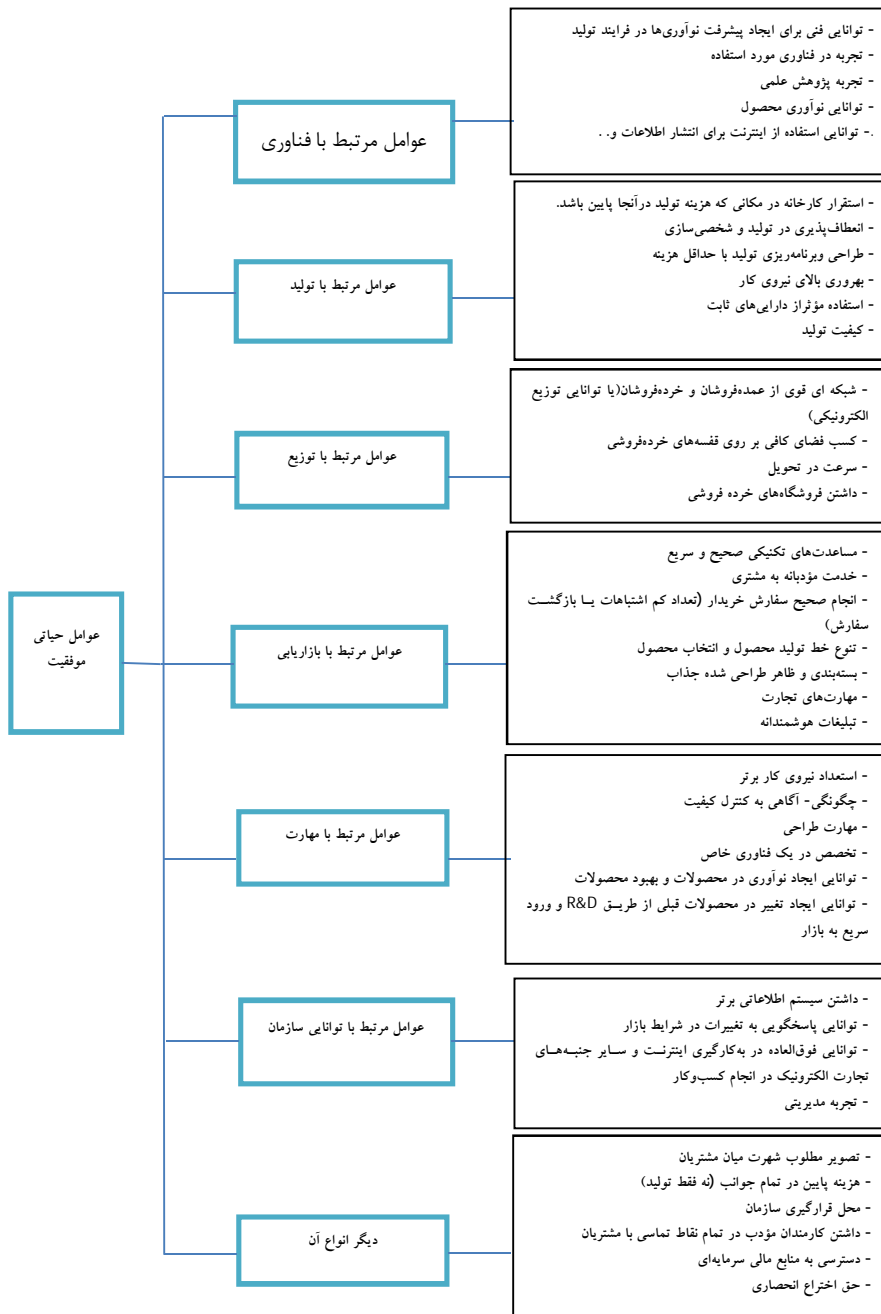 عوامل حیاتی
موفقیت
عوامل مرتبط با فناوری
- توانایی فنی برای ایجاد پیشرفت نوآوری‌ها در فرایند تولید
- تجربه در فناوری مورد استفاده
- تجربه پژوهش علمی
- توانایی نوآوری محصول
.- توانایی استفاده از اینترنت برای انتشار اطلاعات و. .
عوامل مرتبط با تولید
- استقرار کارخانه در مکانی که هزینه تولید درآنجا پایین باشد.
- انعطاف‌پذیری در تولید و شخصی‌سازی
- طراحی وبرنامه‌ریزی تولید با حداقل هزینه
- بهروری بالای نیروی کار
- استفاده مؤثراز دارایی‌های ثابت
- کیفیت تولید
عوامل مرتبط با توزیع
- شبکه ای قوی از عمده‌فروشان و خرده‌فروشان(یا توانایی توزیع
الکترونیکی)
- کسب فضای کافی بر روی قفسه‌های خرده‌فروشی
- سرعت در تحویل
- داشتن فروشگاه‌های خرده فروشی
عوامل مرتبط با بازاریابی
- مساعدت‌های تکنیکی صحیح و سریع
- خدمت مؤدبانه به مشتری
- انجام صحیح سفارش خریدار (تعداد کم اشتباهات یا بازگشت
سفارش)
- تنوع خط تولید محصول و انتخاب محصول
- بسته‌بندی و ظاهر طراحی شده جذاب
- مهارت‌های تجارت
- تبلیغات هوشمندانه
عوامل مرتبط با مهارت
- استعداد نیروی کار برتر
- چگونگی- آگاهی به کنترل کیفیت
- مهارت طراحی
- تخصص در یک فناوری خاص
- توانایی ایجاد نوآوری در محصولات و بهبود محصولات
- توانایی ایجاد تغییر در محصولات قبلی از طریق R&D و ورود
سریع به بازار
عوامل مرتبط با توانایی سازمان
- داشتن سیستم اطلاعاتی برتر
- توانایی پاسخگویی به تغییرات در شرایط بازار
- توانایی فوق‌العاده در به‌کارگیری اینترنت و سایر جنبه‌های
تجارت الکترونیک در انجام کسب‌وکار
- تجربه مدیریتی
دیگر انواع آن
- تصویر مطلوب شهرت میان مشتریان
- هزینه پایین در تمام جوانب (نه فقط تولید)
- محل قرارگیری سازمان
- داشتن کارمندان مؤدب در تمام نقاط تماسی با مشتریان
- دسترسی به منابع مالی سرمایه‌ای
- حق اختراع انحصاری